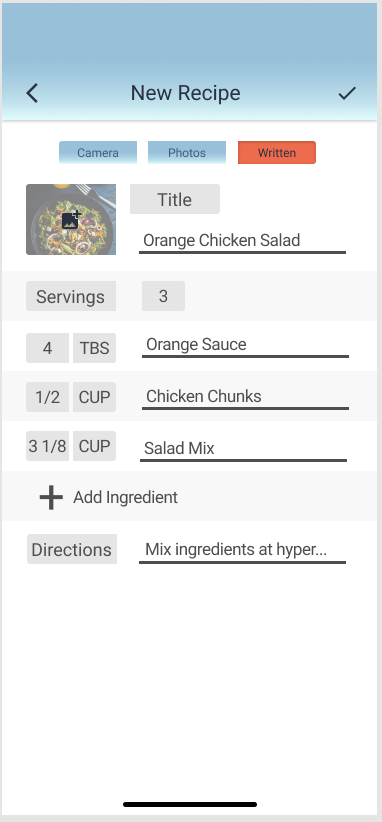 New Recipe
Camera Photos Written
Title
Orange Chicken Salad
Servings 3
4 TBS Orange Sauce
1/2 CUP Chicken Chunks
3 1/8 CUP Salad Mix
Add Ingredient
Directions Mix ingredients at hyper...